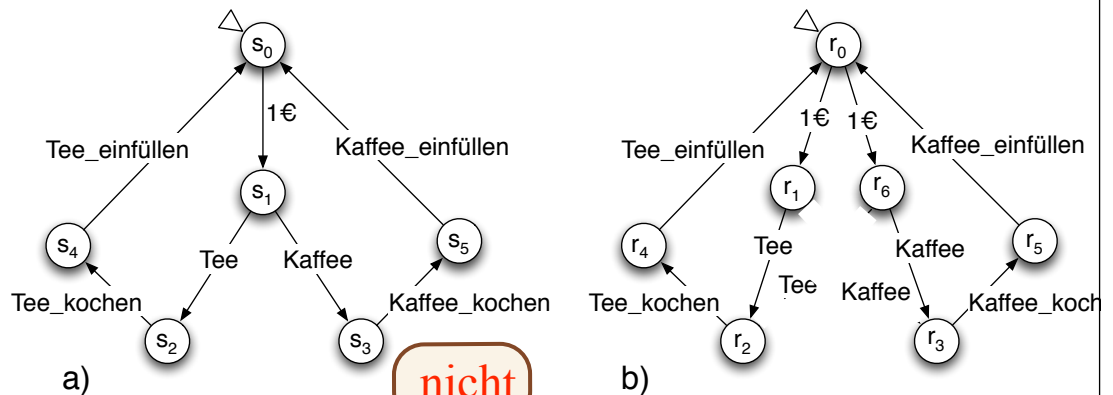 s0
1€
Tee_einfüllen
Kaffee_einfüllen
s1
s4
s5
Tee
Kaffee
Tee_kochen
Kaffee_kochen
s2
s3
a)
nicht
r0
1€
1€
Tee_einfüllen
Kaffee_einfüllen
r1
r6
r4
r5
Tee
Kaffee
Tee
Kaffee
Tee_kochen
Kaffee_koch
r2
r3
b)